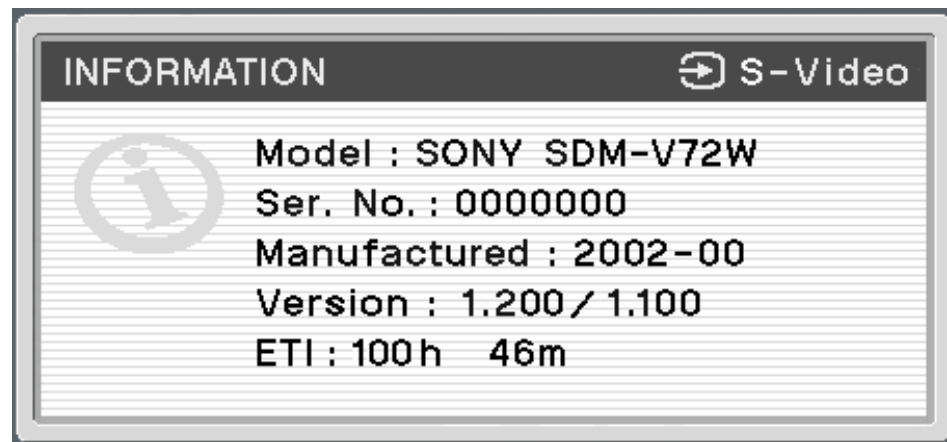 INFORMATION S-Video
Model : SONY SDM-V72W
Ser. No. : 0000000
Manufactured : 2002-00
Version : 1.200/1.100
ETI : 100h 46m